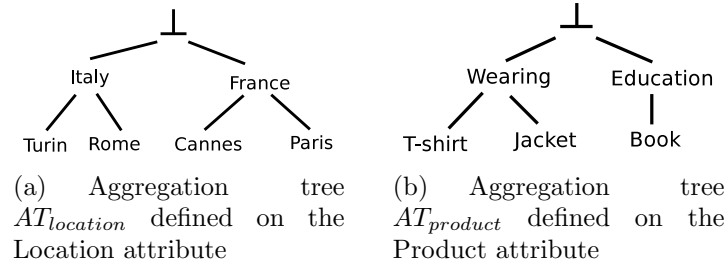 Italy
France
Turin
Rome
Cannes
Paris
(a) Aggregation tree
AT_location defined on the
Location attribute
Wearing
Education
T-shirt
Jacket
Book
(b) Aggregation tree
AT_product defined on the
Product attribute